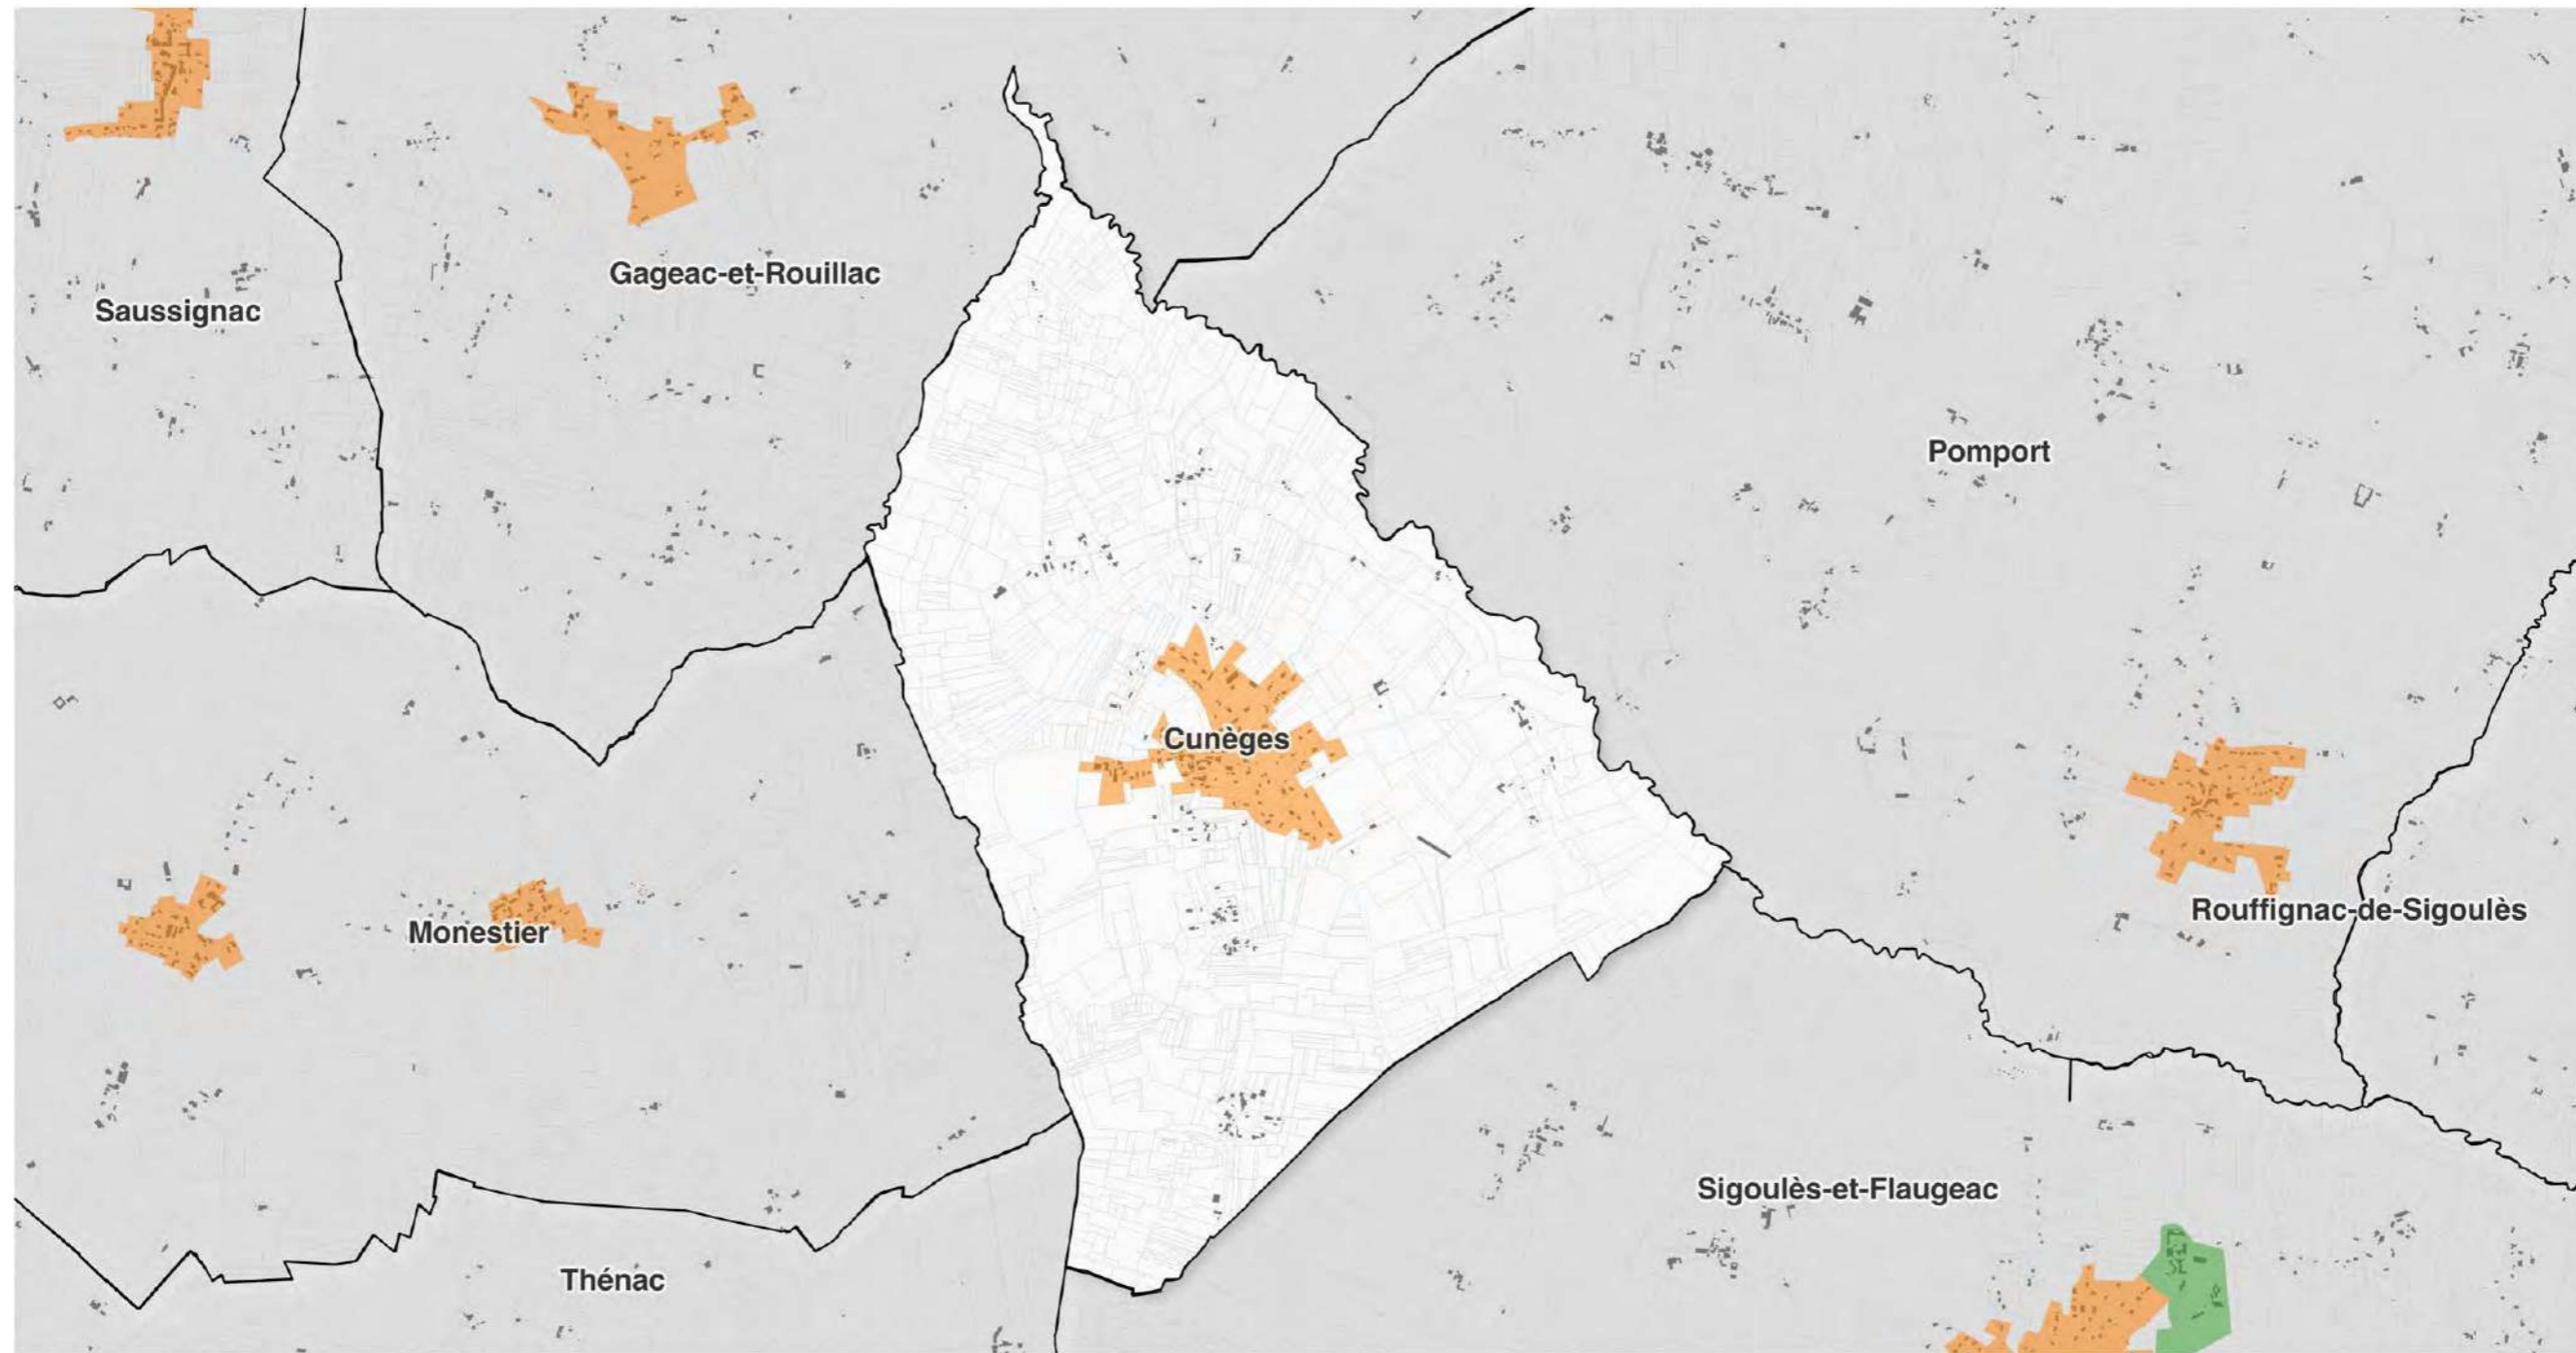 Gageac-et-Rouillac
Saussignac
Pomport
Cunèges
Rouffignac-de-Sigoulès
Monestier
Sigoulès-et-Flaugeac
Thénac